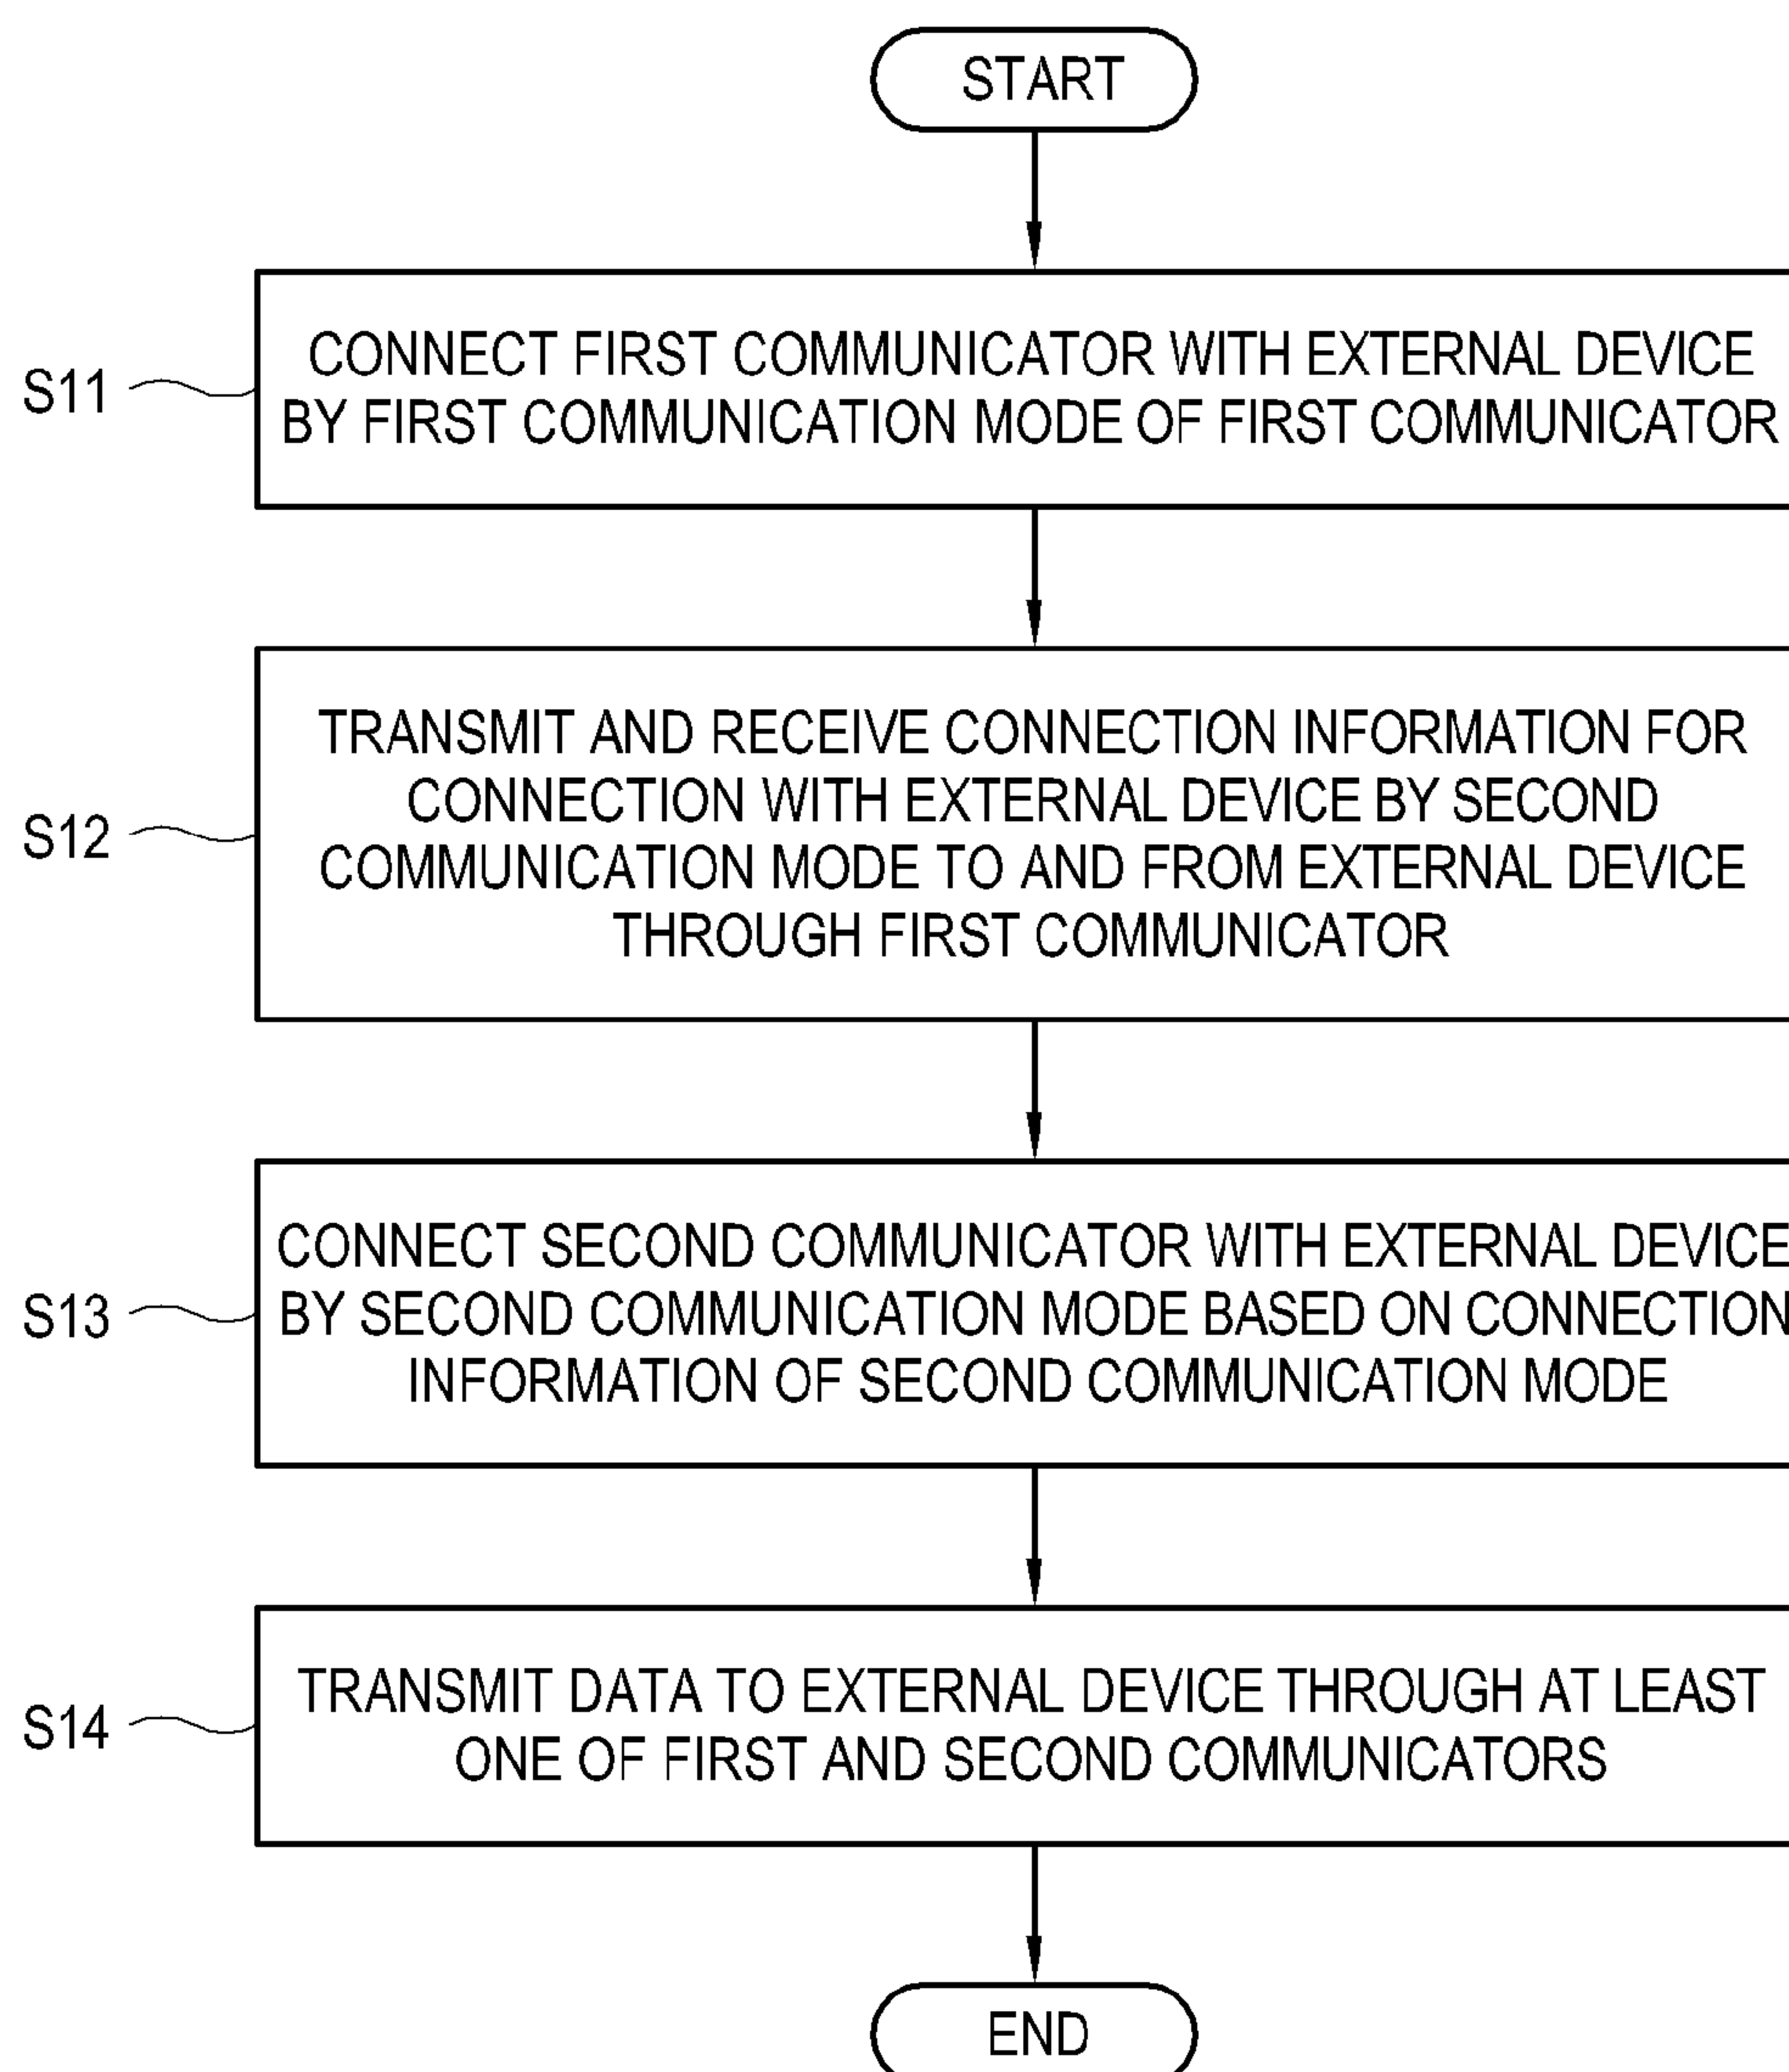 START
S11
CONNECT FIRST COMMUNICATOR WITH EXTERNAL DEVICE
BY FIRST COMMUNICATION MODE OF FIRST COMMUNICATOR
S12
TRANSMIT AND RECEIVE CONNECTION INFORMATION FOR
CONNECTION WITH EXTERNAL DEVICE BY SECOND
COMMUNICATION MODE TO AND FROM EXTERNAL DEVICE
THROUGH FIRST COMMUNICATOR
S13
CONNECT SECOND COMMUNICATOR WITH EXTERNAL DEVICE
BY SECOND COMMUNICATION MODE BASED ON CONNECTION
INFORMATION OF SECOND COMMUNICATION MODE
S14
TRANSMIT DATA TO EXTERNAL DEVICE THROUGH AT LEAST
ONE OF FIRST AND SECOND COMMUNICATORS
END